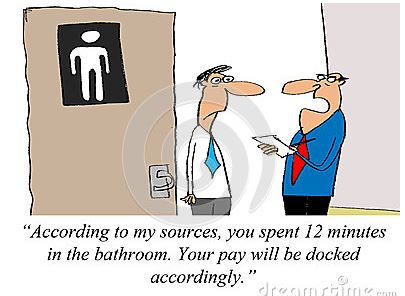 “According to my sources, you spent 12 minutes
in the bathroom. Your pay will be docked
accordingly.”
dreamstime.com